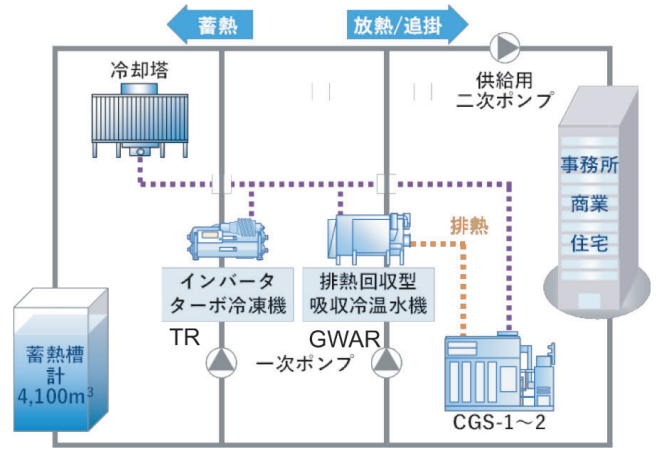 蓄熱
放熱/追掛
冷却塔
供給用
二次ポンプ
事務所
商業
住宅
排熱
インバータ
ターボ冷凍機
排熱回収型
吸収冷温水機
TR
GWAR
一次ポンプ
蓄熱槽
計
4,100m³
CGS-1～2